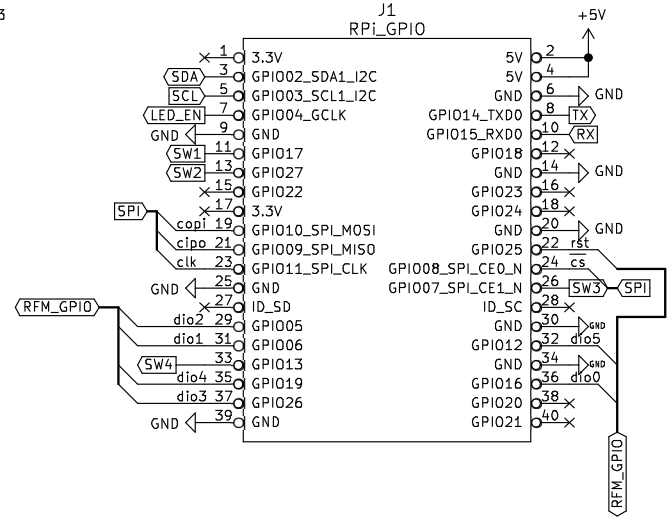 3
J1
RPi_GPIO
+5V
1 3.3V 5V 2
SDA 3 GPIO02_SDA1_I2C 5V 4
SCL 5 GPIO03_SCL1_I2C GND 6 GND
LED_EN 7 GPIO04_GCLK GPIO14_TXD0 8 TX
GND 9 GND GPIO15_RXD0 10 RX
SW1 11 GPIO17 GPIO18 12
SW2 13 GPIO27 GND 14 GND
15 GPIO22 GPIO23 16
SPI 17 3.3V GPIO24 18
copi 19 GPIO10_SPI_MOSI GND 20 GND
cipo 21 GPIO09_SPI_MISO GPIO25 22 rst
clk 23 GPIO11_SPI_CLK GPIO08_SPI_CE0_N 24 cs
GND 25 GND GPIO07_SPI_CE1_N 26 SW3 SPI
RFM_GPIO 27 ID_SD ID_SC 28
dio2 29 GPIO05 GND 30 GND
dio1 31 GPIO06 GPIO12 32 dio5
SW4 33 GPIO13 GND 34 GND
dio4 35 GPIO19 GPIO16 36 dio0
dio3 37 GPIO26 GPIO20 38
GND 39 GND GPIO21 40
RFM_GPIO